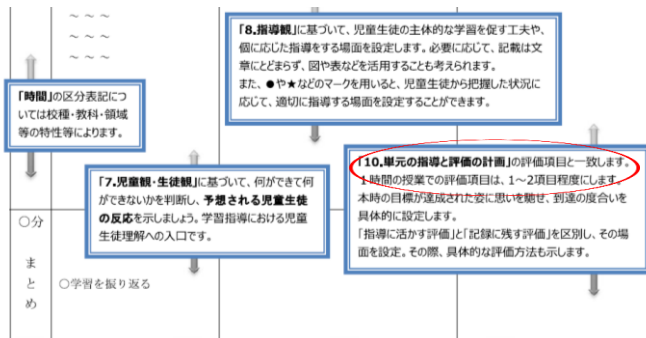 ～～～
～～～
～～～
「8.指導観」に基づいて、児童生徒の主体的な学習を促す工夫や、
個に応じた指導をする場面を設定します。必要に応じて、記載は文
章にとどまらず、図や表などを活用することも考えられます。
また、●や★などのマークを用いると、児童生徒から把握した状況に
応じて、適切に指導する場面を設定することができます。
「時間」の区分表記につ
いては校種・教科・領域
等の特性等によります。
「7.児童観・生徒観」に基づいて、何ができて何
ができないかを判断し、予想される児童生徒
の反応を示しましょう。学習指導における児童
生徒理解への入口です。
「10.単元の指導と評価の計画」の評価項目と一致します。
1時間の授業での評価項目は、1～2項目程度にします。
本時の目標が達成された姿に思いを馳せ、到達の度合いを
具体的に設定します。
「指導に活かす評価」と「記録に残す評価」を区別し、その場
面を設定。その際、具体的な評価方法も示します。
○分
ま
と
め
○学習を振り返る